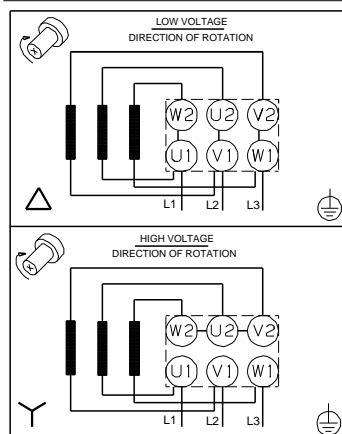 LOW VOLTAGE
DIRECTION OF ROTATION
W2 U2 V2
U1 V1 W1
L1 L2 L3
HIGH VOLTAGE
DIRECTION OF ROTATION
W2 U2 V2
U1 V1 W1
L1 L2 L3